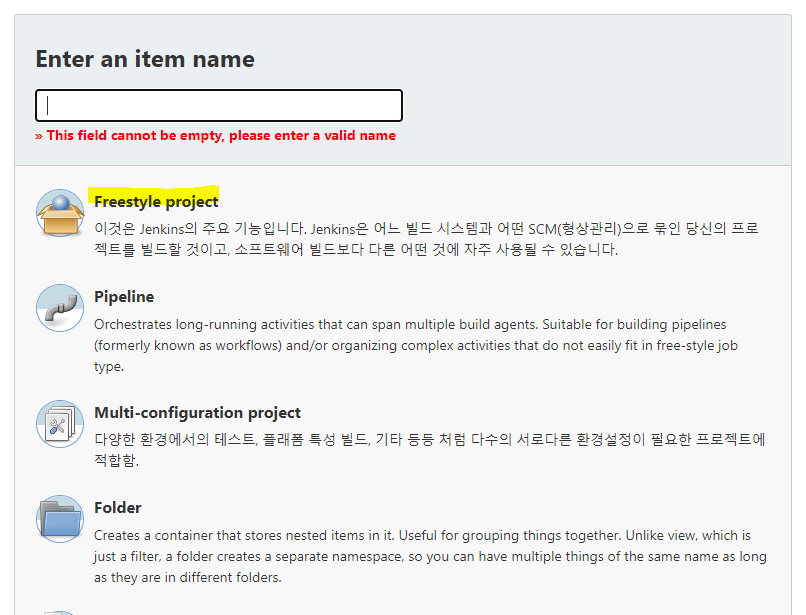 Enter an item name
» This field cannot be empty, please enter a valid name
Freestyle project
이것은 Jenkins의 주요 기능입니다. Jenkins은 어느 빌드 시스템과 어떤 SCM(형상관리)으로 묶인 당신의 프로
젝트를 빌드할 것이고, 소프트웨어 빌드보다 다른 어떤 것에 자주 사용될 수 있습니다.
Pipeline
Orchestrates long-running activities that can span multiple build agents. Suitable for building pipelines
(formerly known as workflows) and/or organizing complex activities that do not easily fit in free-style job
type.
Multi-configuration project
다양한 환경에서의 테스트, 플래폼 특성 빌드, 기타 등등 처럼 다수의 서로다른 환경설정이 필요한 프로젝트에
적합함.
Folder
Creates a container that stores nested items in it. Useful for grouping things together. Unlike view, which is
just a filter, a folder creates a separate namespace, so you can have multiple things of the same name as long
as they are in different folders.